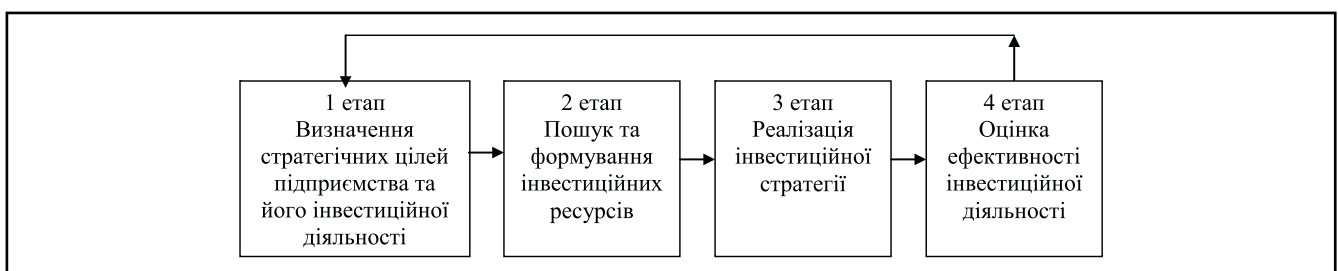 1 етап
Визначення
стратегічних цілей
підприємства та
його інвестиційної
діяльності
2 етап
Пошук та
формування
інвестиційних
ресурсів
3 етап
Реалізація
інвестиційної
стратегії
4 етап
Оцінка
ефективності
інвестиційної
діяльності